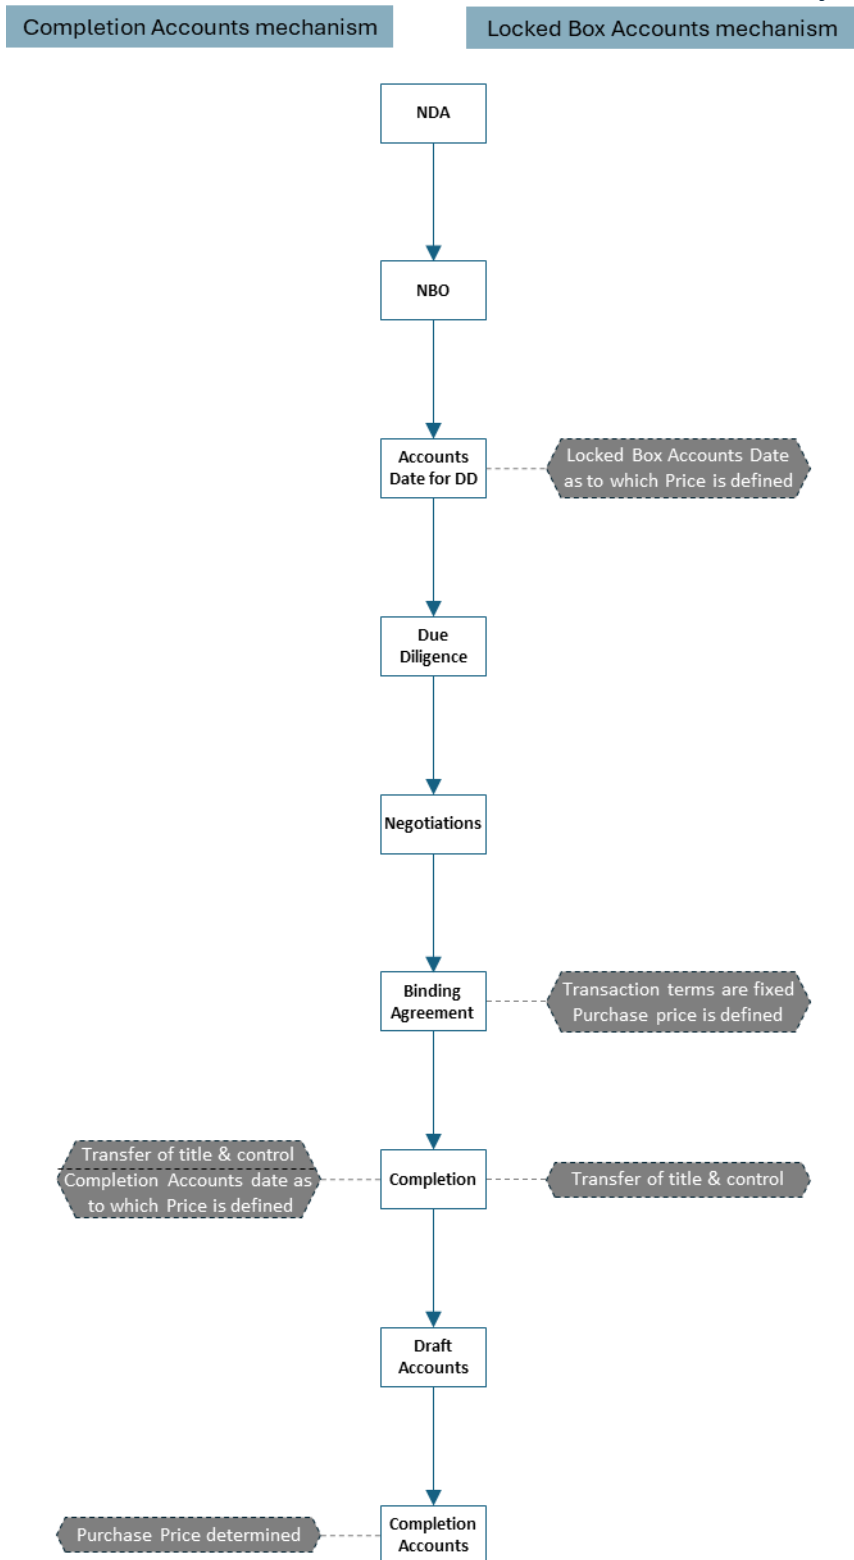 Completion Accounts mechanism
Locked Box Accounts mechanism
NDA
NBO
Accounts
Date for DD
Locked Box Accounts Date
as to which Price is defined
Due
Diligence
Negotiations
Binding
Agreement
Transaction terms are fixed
Purchase price is defined
Transfer of title & control
Completion Accounts date as
to which Price is defined
Completion
Transfer of title & control
Draft
Accounts
Purchase Price determined
Completion
Accounts